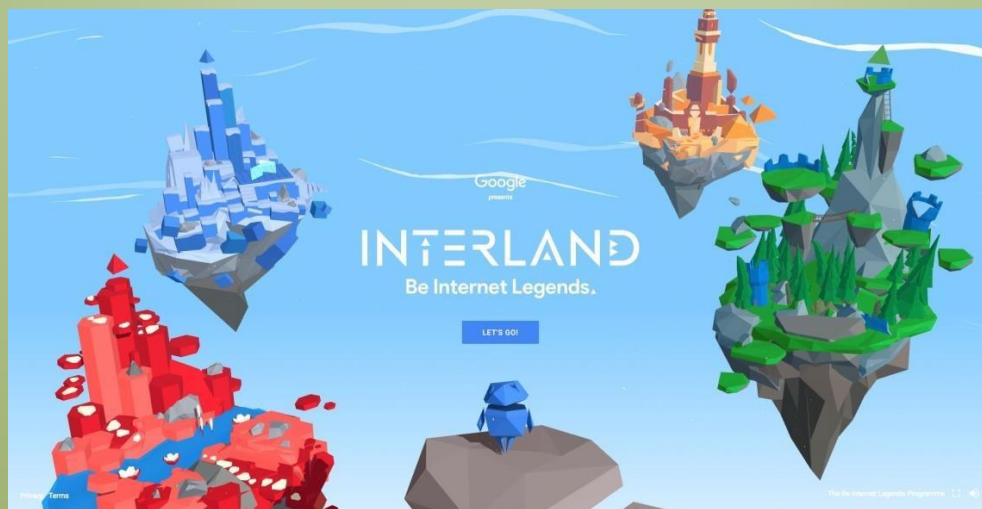 Google
presents
INTERLAND
Be Internet Legends.
LET'S GO!
Privacy Terms
The Be Internet Legends Programme